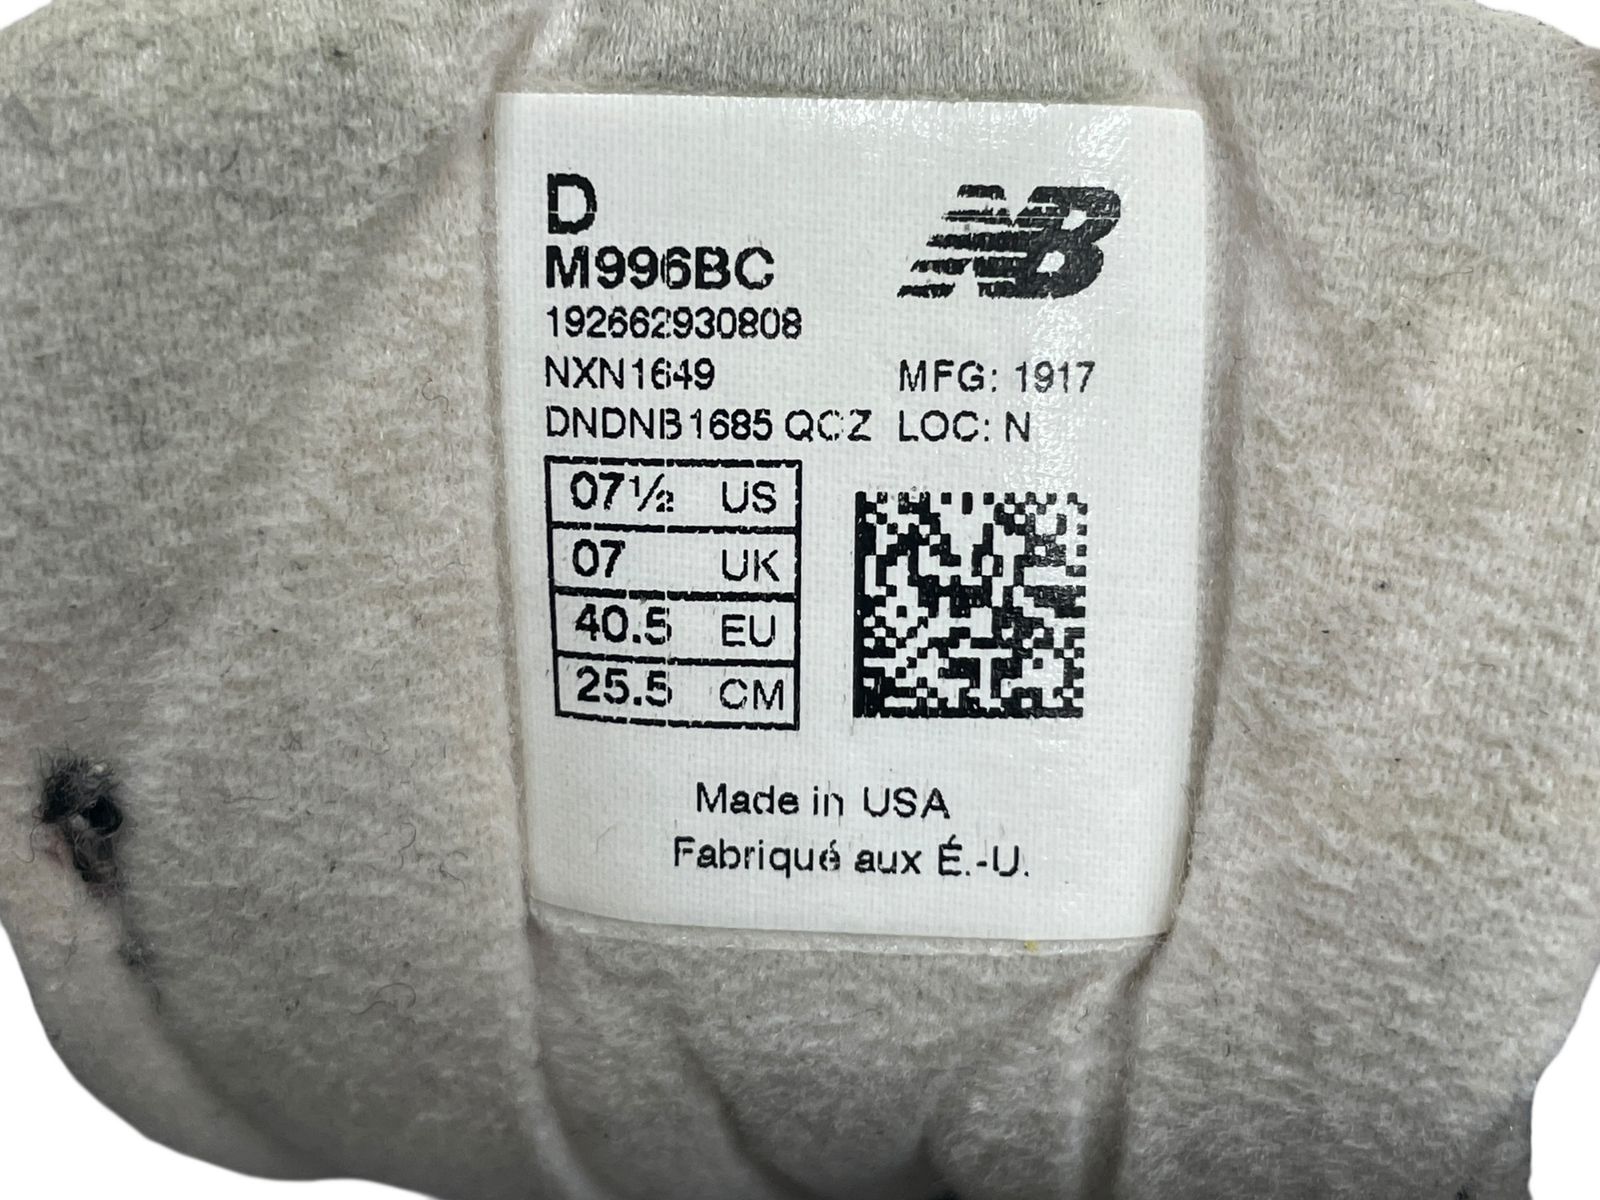 D
NB
M996BC
192662930808
NXN1649 MFG: 1917
DNDNB1685 QCZ LOC: N
07½ US
07 UK
40.5 EU
25.5 CM
Made in USA
Fabriqué aux É.-U.